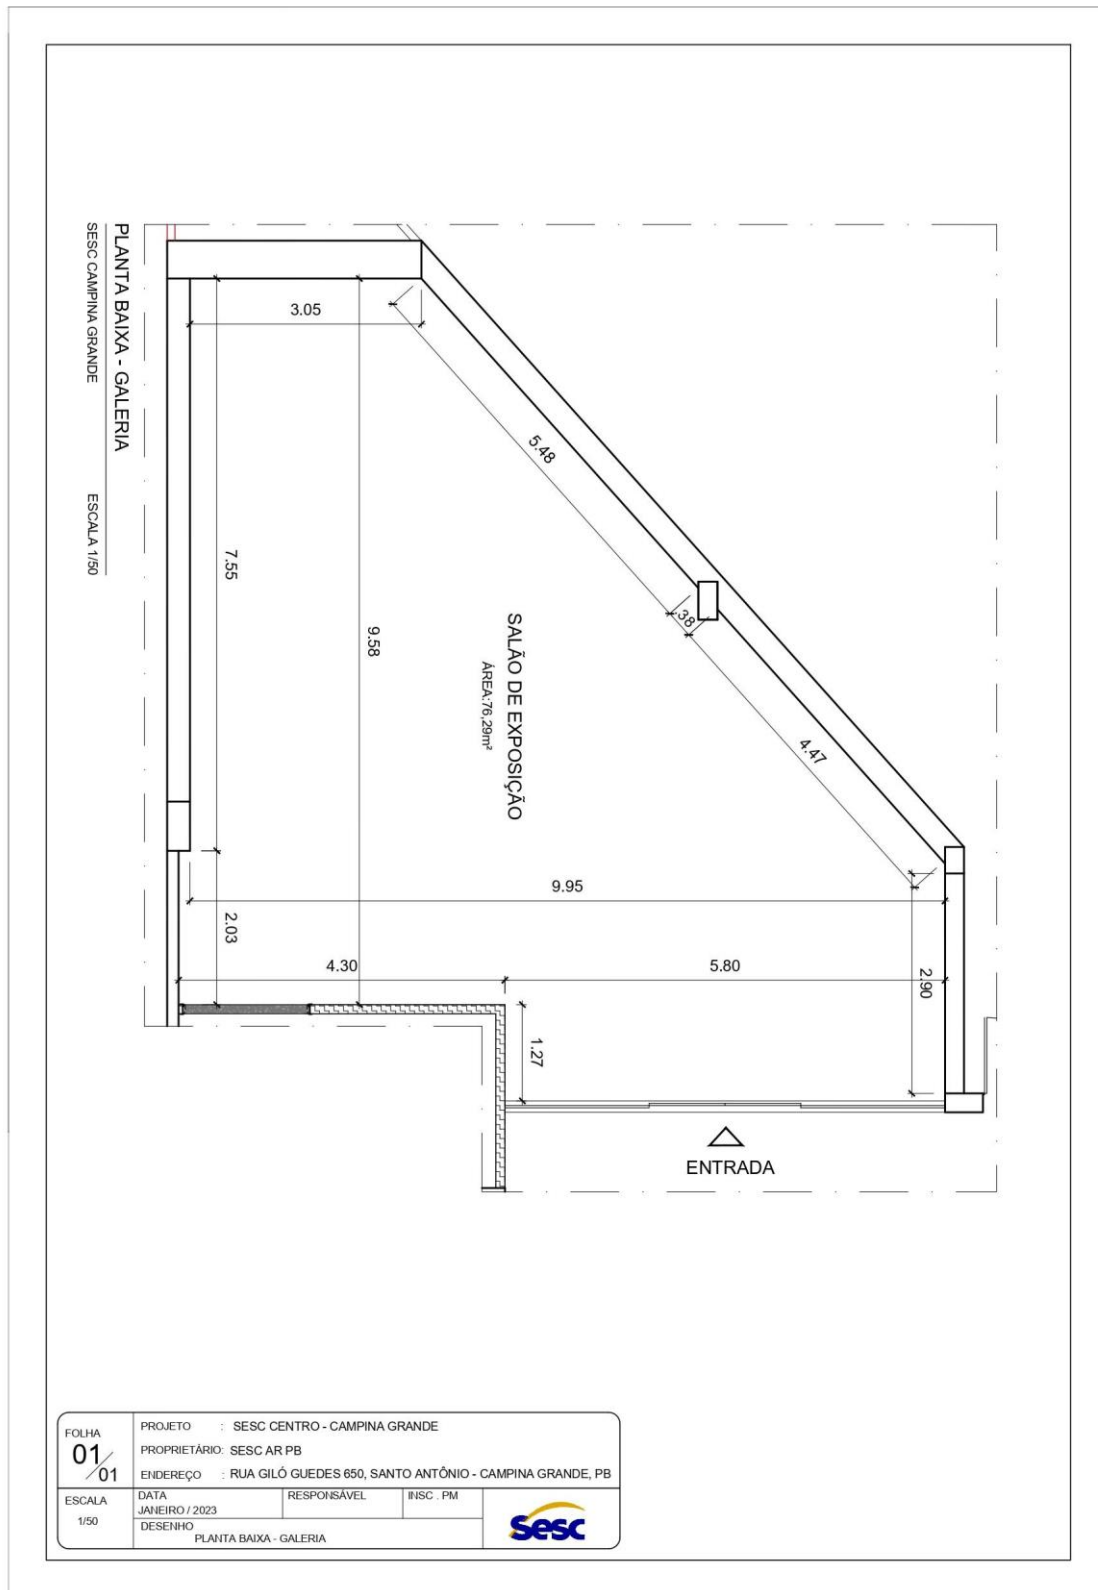 PLANTA BAIXA - GALERIA
SESC CAMPINA GRANDE
ESCALA 1/50
3.05
5.48
7.55
9.58
.38
SALÃO DE EXPOSIÇÃO
ÁREA:76,29m²
4.47
9.95
2.03
4.30
5.80
2.90
1.27
ENTRADA
FOLHA
01/01
PROJETO : SESC CENTRO - CAMPINA GRANDE
PROPRIETÁRIO: SESC AR PB
ENDEREÇO : RUA GILÓ GUEDES 650, SANTO ANTÔNIO - CAMPINA GRANDE, PB
ESCALA
1/50
DATA
JANEIRO / 2023
RESPONSÁVEL
INSC . PM
DESENHO
PLANTA BAIXA - GALERIA
Sesc